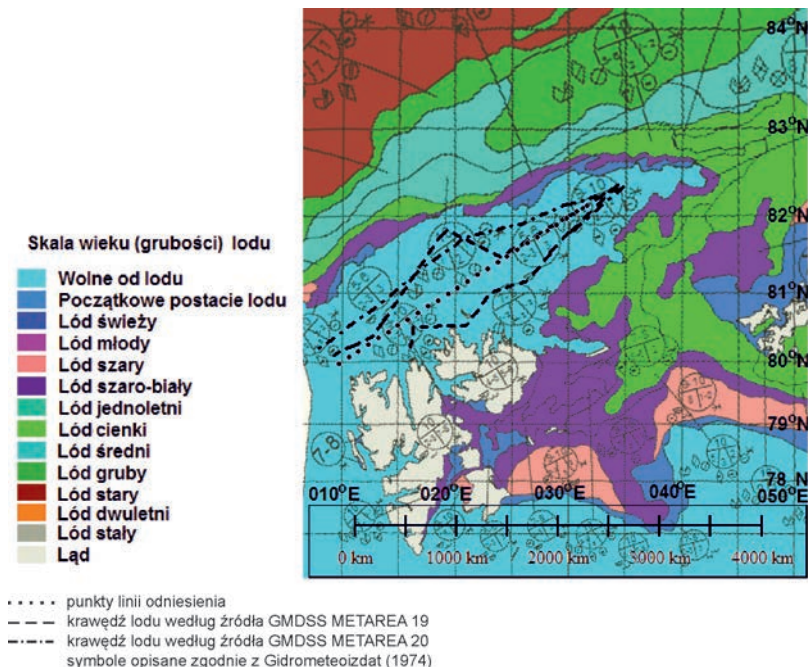 84°N
83°N
82°N
81°N
80°N
79°N
78°N
010°E 020°E 030°E 040°E 050°E
0 km 1000 km 2000 km 3000 km 4000 km
7-8
Skala wieku (grubości) lodu
Wolne od lodu
Początkowe postacie lodu
Lód świeży
Lód młody
Lód szary
Lód szaro-biały
Lód jednoletni
Lód cienki
Lód średni
Lód gruby
Lód stary
Lód dwuletni
Lód stały
Ląd
punkty linii odniesienia
krawędź lodu według źródła GMDSS METAREA 19
krawędź lodu według źródła GMDSS METAREA 20
symbole opisane zgodnie z Gidrometeoizdat (1974)